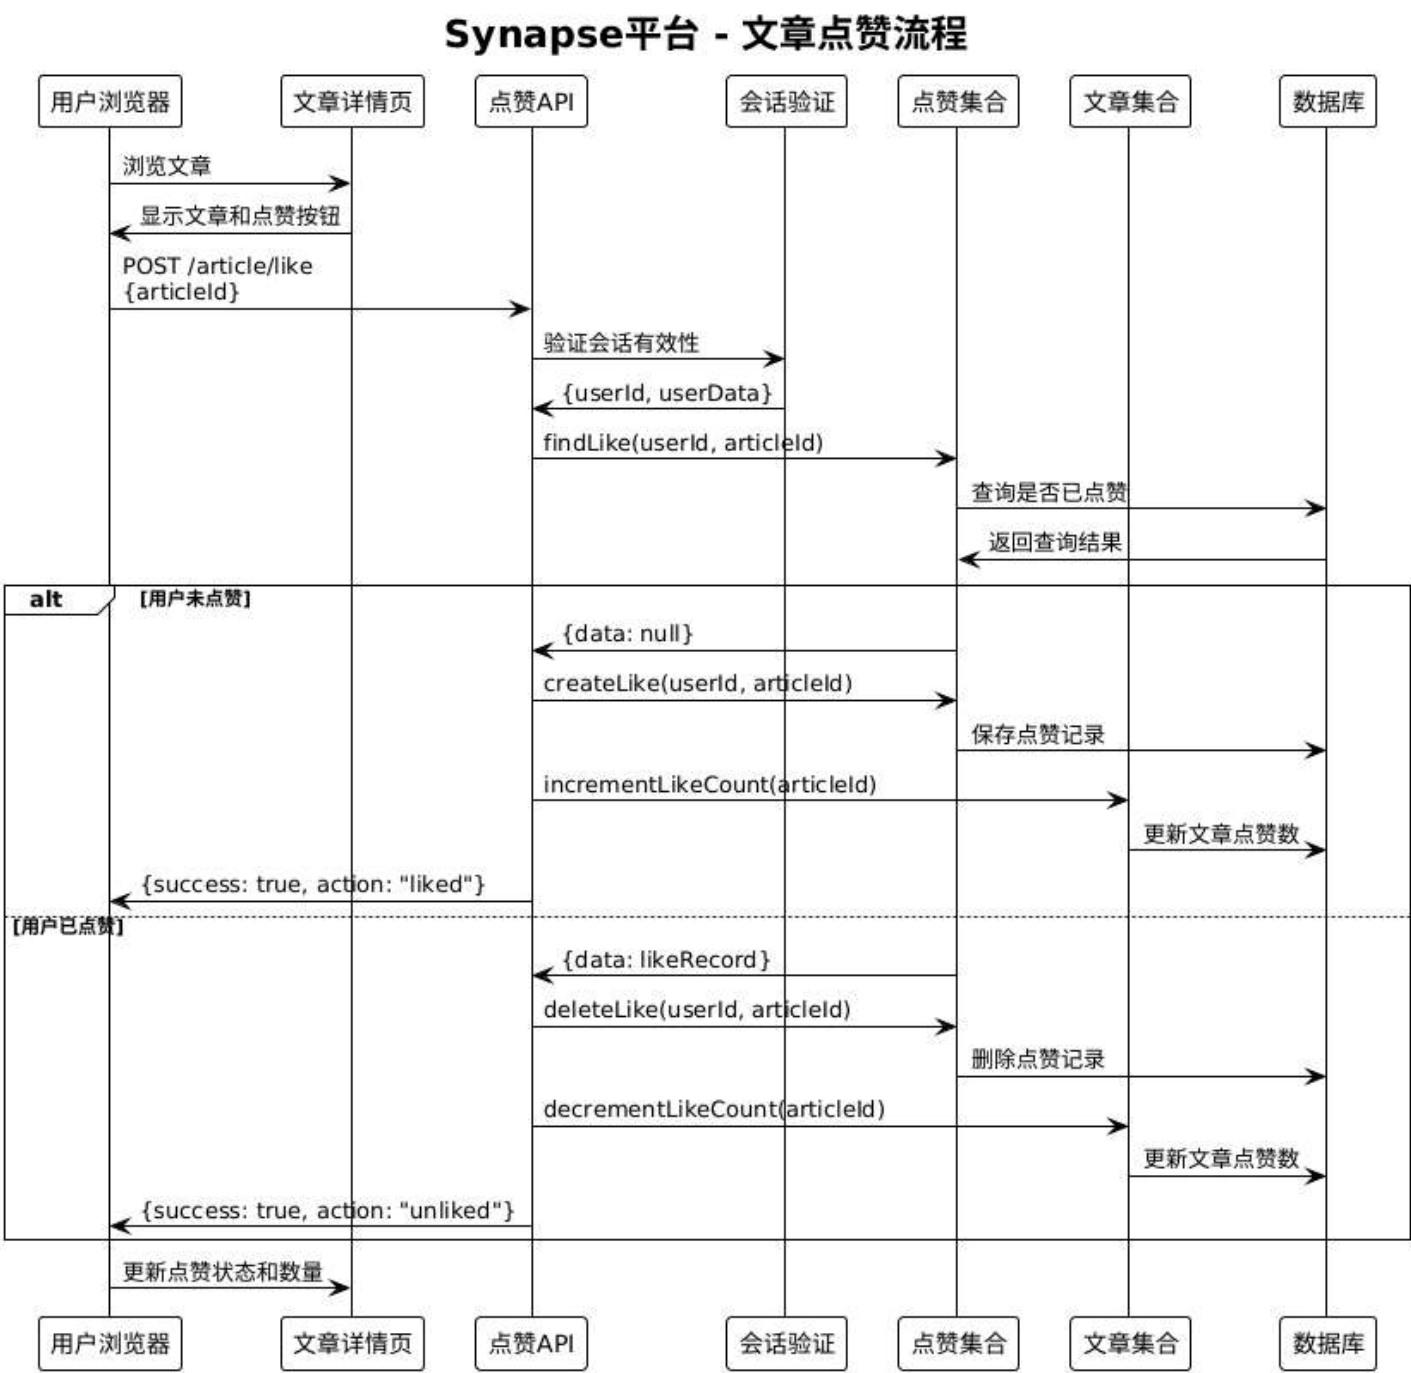 Synapse平台 - 文章点赞流程
用户浏览器 文章详情页 点赞API 会话验证 点赞集合 文章集合 数据库
浏览文章
显示文章和点赞按钮
POST /article/like
{articleId}
验证会话有效性
{userId, userData}
findLike(userId, articleId)
查询是否已点赞
返回查询结果
alt [用户未点赞]
{data: null}
createLike(userId, articleId)
保存点赞记录
incrementLikeCount(articleId)
更新文章点赞数
{success: true, action: "liked"}
[用户已点赞]
{data: likeRecord}
deleteLike(userId, articleId)
删除点赞记录
decrementLikeCount(articleId)
更新文章点赞数
{success: true, action: "unliked"}
更新点赞状态和数量
用户浏览器 文章详情页 点赞API 会话验证 点赞集合 文章集合 数据库